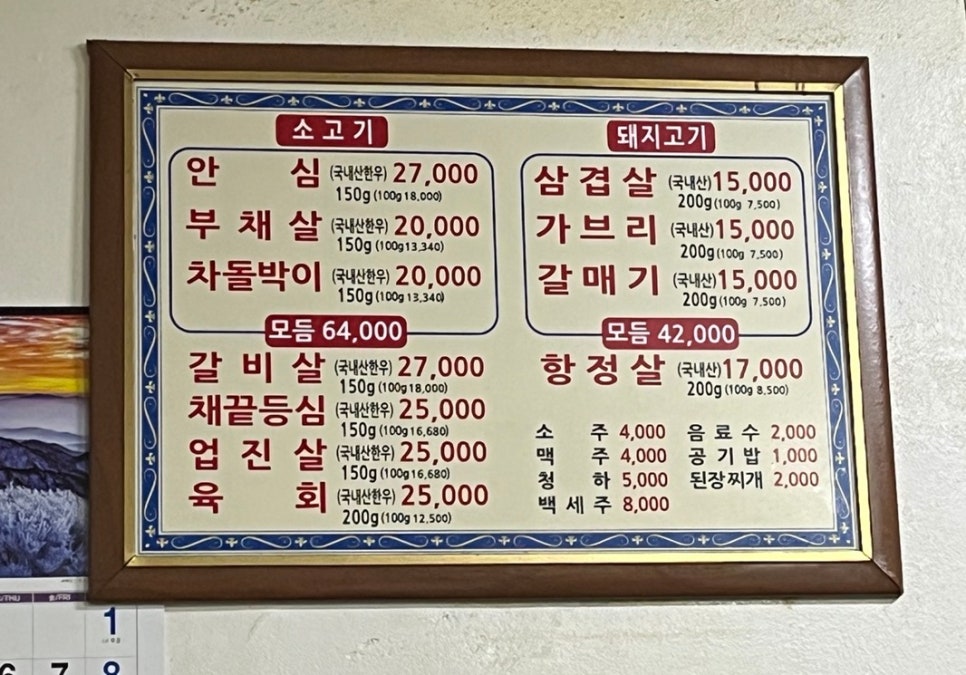 소고기
안심 (국내산한우) 27,000
150g (100g 18,000)
부채살 (국내산한우) 20,000
150g (100g 13,340)
차돌박이 (국내산한우) 20,000
150g (100g 13,340)
모듬 64,000
갈비살 (국내산한우) 27,000
150g (100g 18,000)
채끝등심 (국내산한우) 25,000
150g (100g 16,680)
업진살 (국내산한우) 25,000
150g (100g 16,680)
육회 (국내산한우) 25,000
200g (100g 12,500)
돼지고기
삼겹살 (국내산) 15,000
200g (100g 7,500)
가브리 (국내산) 15,000
200g (100g 7,500)
갈매기 (국내산) 15,000
200g (100g 7,500)
모듬 42,000
항정살 (국내산) 17,000
200g (100g 8,500)
소주 4,000 음료수 2,000
맥주 4,000 공기밥 1,000
청하 5,000 된장찌개 2,000
백세주 8,000
/THU 금/FRI
1
6 7 8